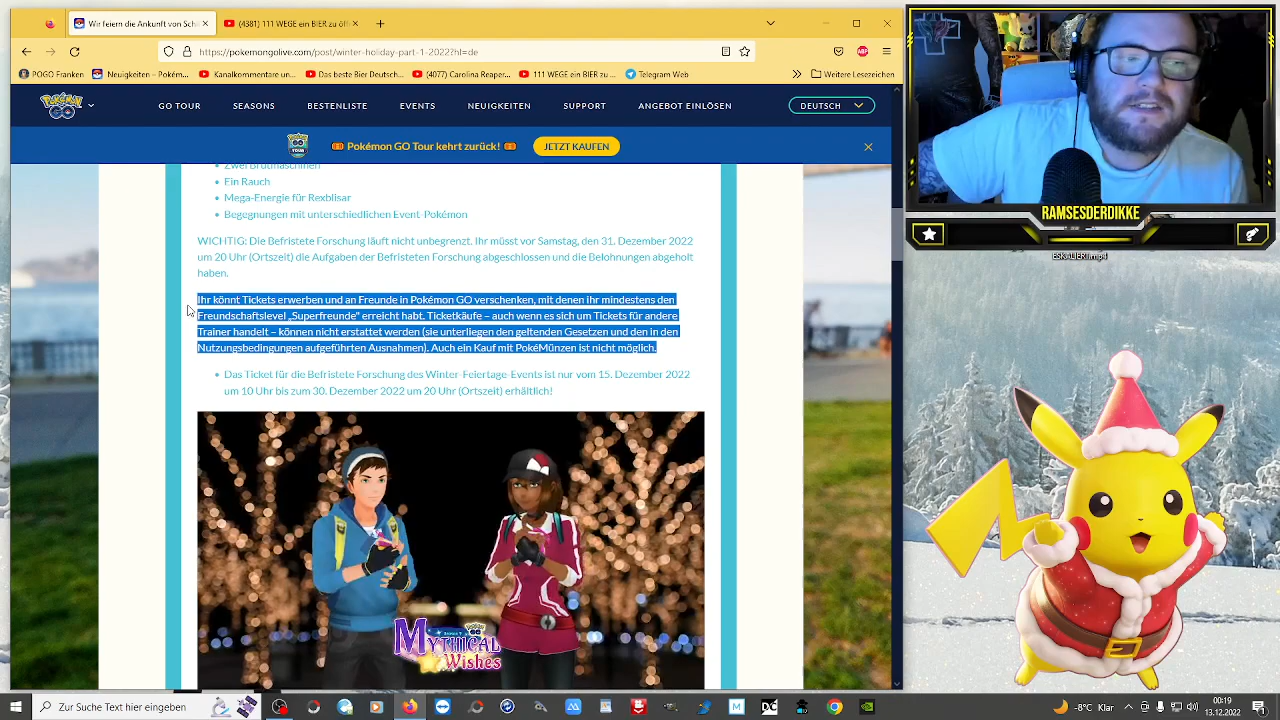 Wir feiern die Ankunft von Sch
(4381) 111 WEGE ein BIER zu
https://pokemongolive.com/post/winter-holiday-part-1-2022?hl=de
ABP
POGO Franken
Neuigkeiten – Pokém...
Kanalkommentare un...
Das beste Bier Deutsch...
(4077) Carolina Reaper...
111 WEGE ein BIER zu ...
Telegram Web
Weitere Lesezeichen
POKÉMON GO
GO TOUR
SEASONS
BESTENLISTE
EVENTS
NEUIGKEITEN
SUPPORT
ANGEBOT EINLÖSEN
DEUTSCH
Pokémon GO Tour kehrt zurück!
JETZT KAUFEN
Zwei Brutmaschinen
Ein Rauch
Mega-Energie für Rexblisar
Begegnungen mit unterschiedlichen Event-Pokémon
WICHTIG: Die Befristete Forschung läuft nicht unbegrenzt. Ihr müsst vor Samstag, den 31. Dezember 2022
um 20 Uhr (Ortszeit) die Aufgaben der Befristeten Forschung abgeschlossen und die Belohnungen abgeholt
haben.
Ihr könnt Tickets erwerben und an Freunde in Pokémon GO verschenken, mit denen ihr mindestens den
Freundschaftslevel „Superfreunde" erreicht habt. Ticketkäufe – auch wenn es sich um Tickets für andere
Trainer handelt – können nicht erstattet werden (sie unterliegen den geltenden Gesetzen und den in den
Nutzungsbedingungen aufgeführten Ausnahmen). Auch ein Kauf mit PokéMünzen ist nicht möglich.
Das Ticket für die Befristete Forschung des Winter-Feiertage-Events ist nur vom 15. Dezember 2022
um 10 Uhr bis zum 30. Dezember 2022 um 20 Uhr (Ortszeit) erhältlich!
MYTHICAL
Wishes
RAMSESDERDIKKE
Zur Suche Text hier eingeben
-8°C Klar
00:19
13.12.2022